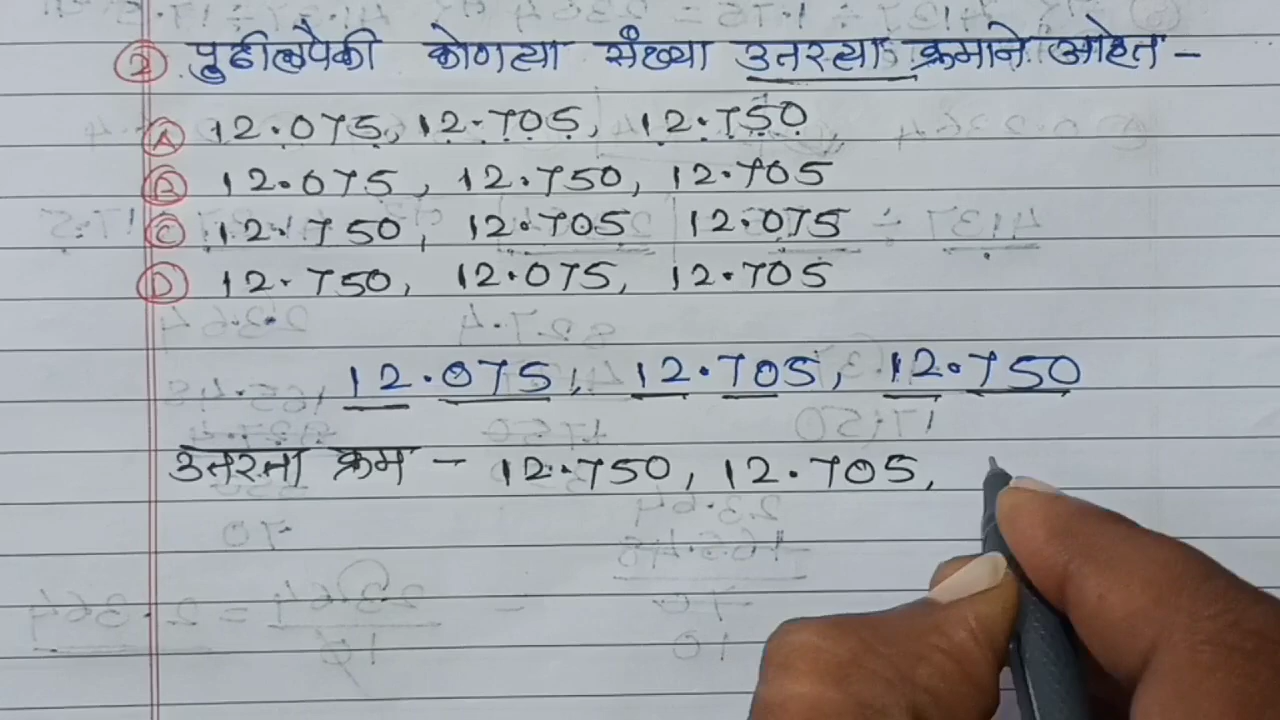 ② पुढीलपैकी कोणत्या संख्या उतरत्या क्रमाने आहेत -
Ⓐ 12.075, 12.705, 12.750
Ⓑ 12.075, 12.750, 12.705
Ⓒ 12.750, 12.705 12.075
Ⓓ 12.750, 12.075, 12.705
12.075, 12.705, 12.750
उतरता क्रम - 12.750, 12.705,